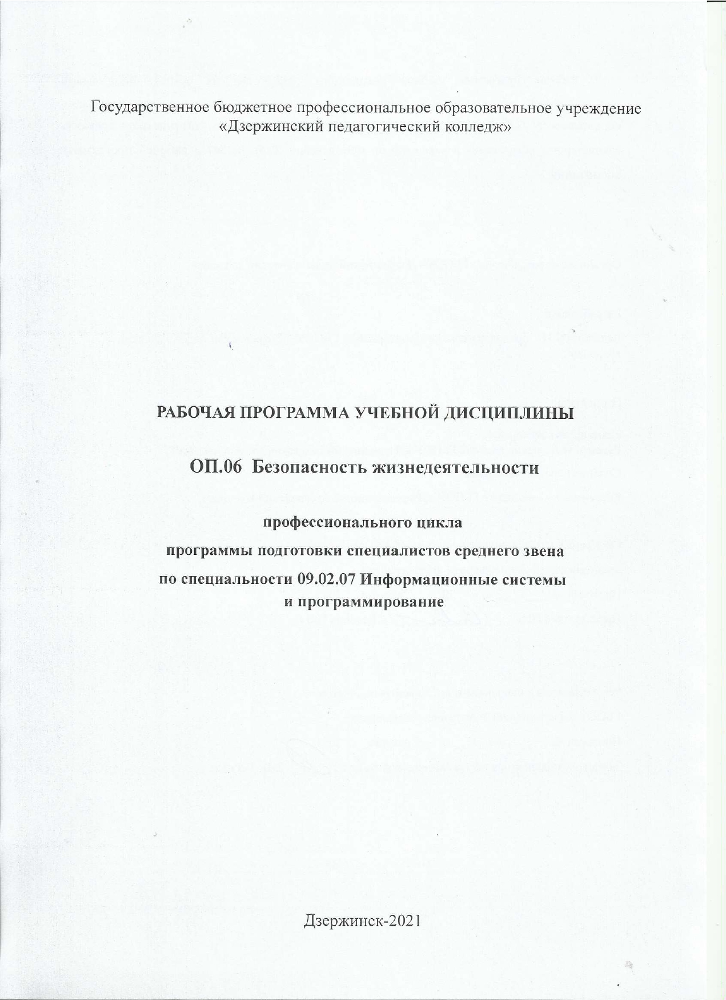 Государственное бюджетное профессиональное образовательное учреждение
«Дзержинский педагогический колледж»
РАБОЧАЯ ПРОГРАММА УЧЕБНОЙ ДИСЦИПЛИНЫ
ОП.06 Безопасность жизнедеятельности
профессионального цикла
программы подготовки специалистов среднего звена
по специальности 09.02.07 Информационные системы
и программирование
Дзержинск-2021